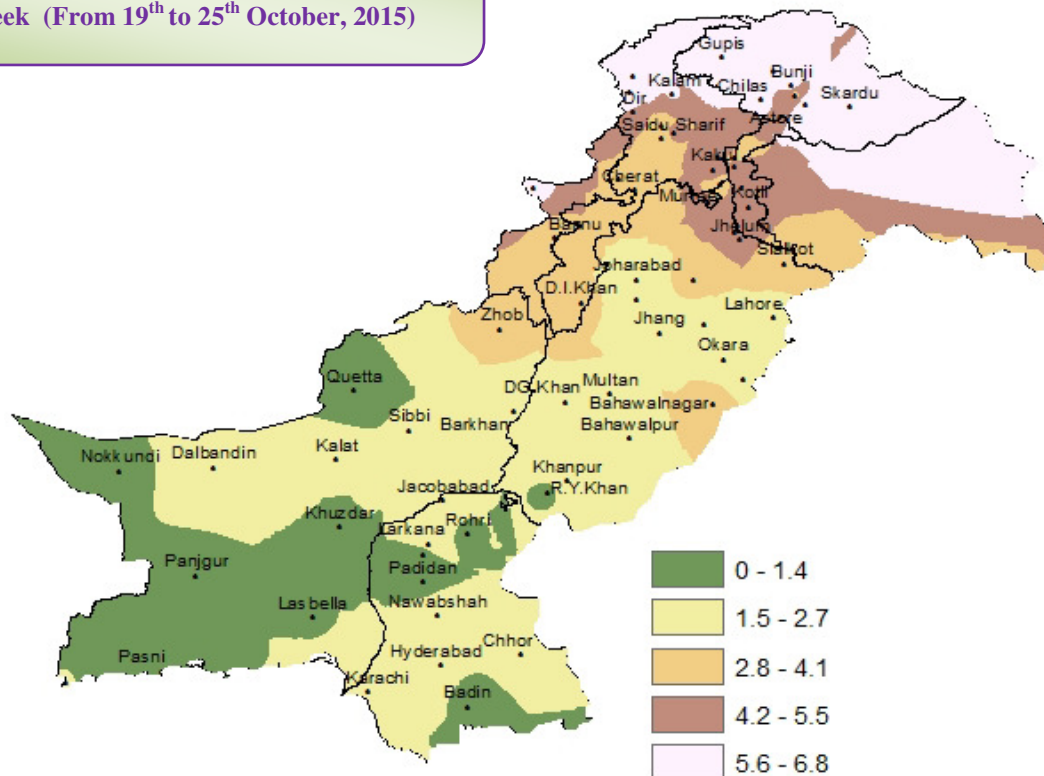 eek (From 19th to 25th October, 2015)
Gupis
Bunji
Kalam
Chilas
Skardu
Dir
Astore
Saidu Sharif
Kakul
Cherat
Kotli
Bannu
Jhelum
Sialkot
Joharabad
D.I.Khan
Lahore
Zhob
Jhang
Okara
Quetta
DG.Khan
Multan
Bahawalnagar
Sibbi
Barkhan
Bahawalpur
Nokkundi
Dalbandin
Kalat
Khanpur
Jacobabad
R.Y.Khan
Khuzdar
Larkana
Rohri
Panjgur
Padidan
Lasbella
Nawabshah
Pasni
Hyderabad
Chhor
Karachi
Badin
0 - 1.4
1.5 - 2.7
2.8 - 4.1
4.2 - 5.5
5.6 - 6.8